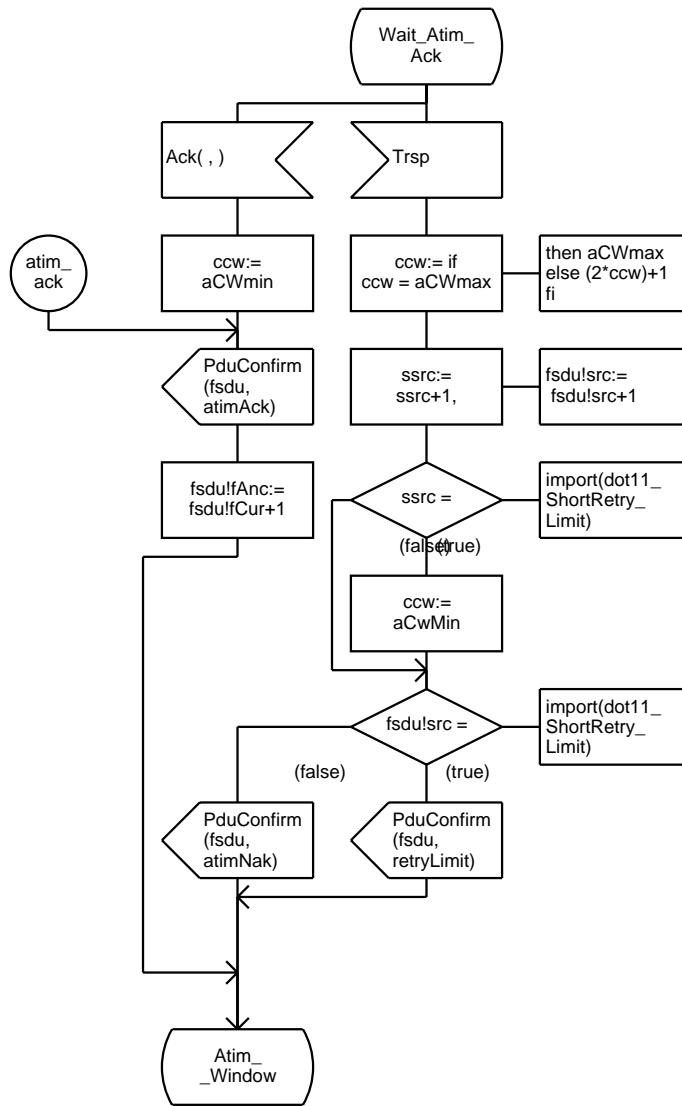 Wait_Atim_
Ack
Ack( , )
Trsp
atim_
ack
ccw:=
aCWmin
ccw:= if
ccw = aCWmax
then aCWmax
else (2*ccw)+1
fi
PduConfirm
(fsdu,
atimAck)
ssrc:=
ssrc+1,
fsdu!src:=
fsdu!src+1
fsdu!fAnc:=
fsdu!fCur+1
ssrc =
import(dot11_
ShortRetry_
Limit)
(false)
(true)
ccw:=
aCwMin
fsdu!src =
import(dot11_
ShortRetry_
Limit)
(false)
(true)
PduConfirm
(fsdu,
atimNak)
PduConfirm
(fsdu,
retryLimit)
Atim_
_Window